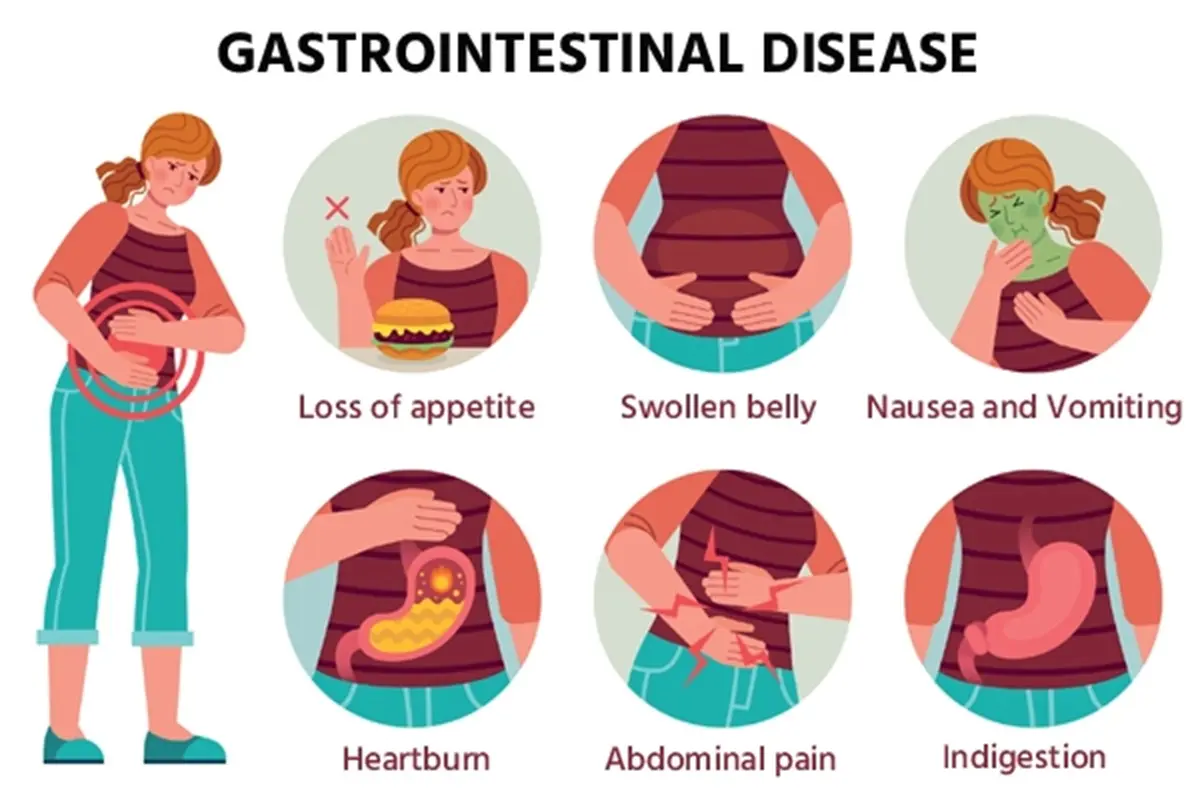 GASTROINTESTINAL DISEASE
Loss of appetite
Swollen belly
Nausea and Vomiting
Heartburn
Abdominal pain
Indigestion